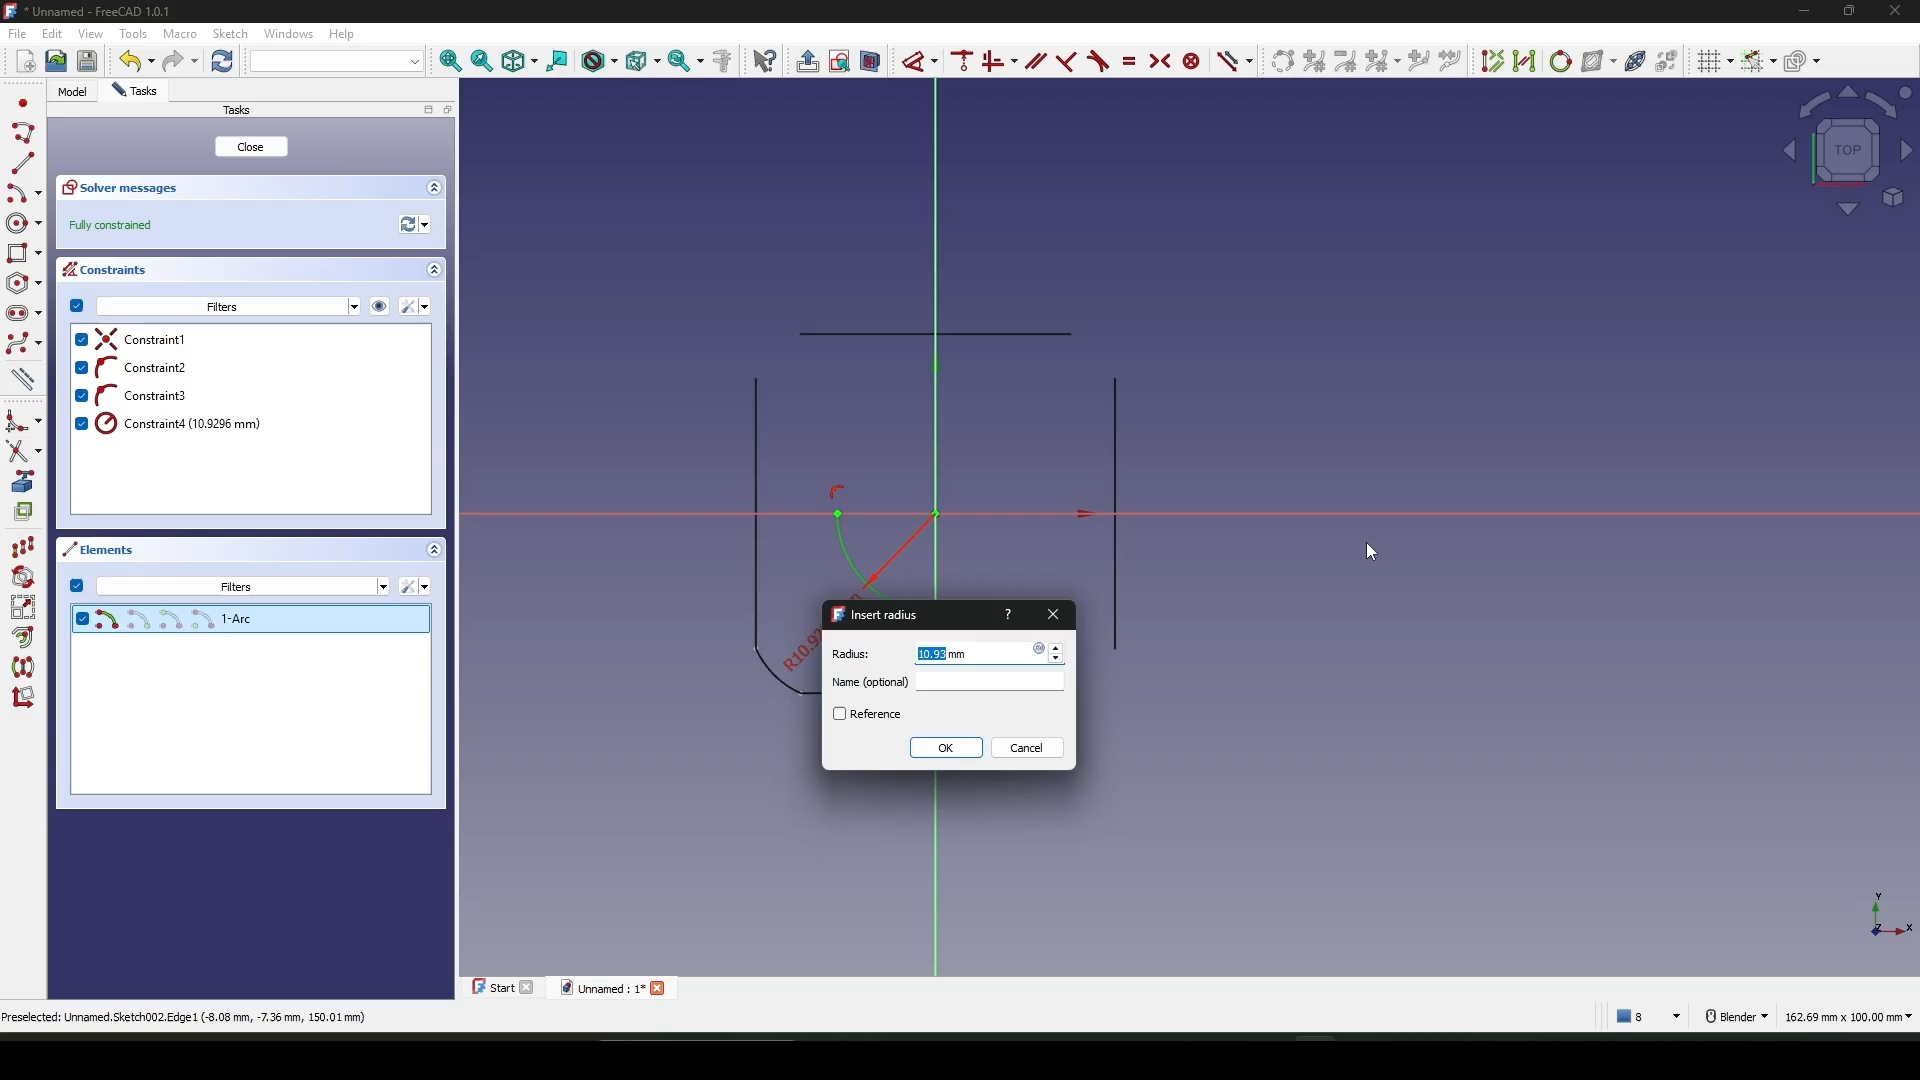 * Unnamed - FreeCAD 1.0.1
File Edit View Tools Macro Sketch Windows Help
Model Tasks
Tasks
Close
Solver messages
Fully constrained
Constraints
Filters
Constraint1
Constraint2
Constraint3
Constraint4 (10.9296 mm)
Elements
Filters
1-Arc
TOP
Insert radius ?
Radius: 10.93 mm
Name (optional)
Reference
OK Cancel
Y
Z X
Start Unnamed : 1*
Preselected: Unnamed.Sketch002.Edge1 (-8.08 mm, -7.36 mm, 150.01 mm) 8 Blender 162.69 mm x 100.00 mm